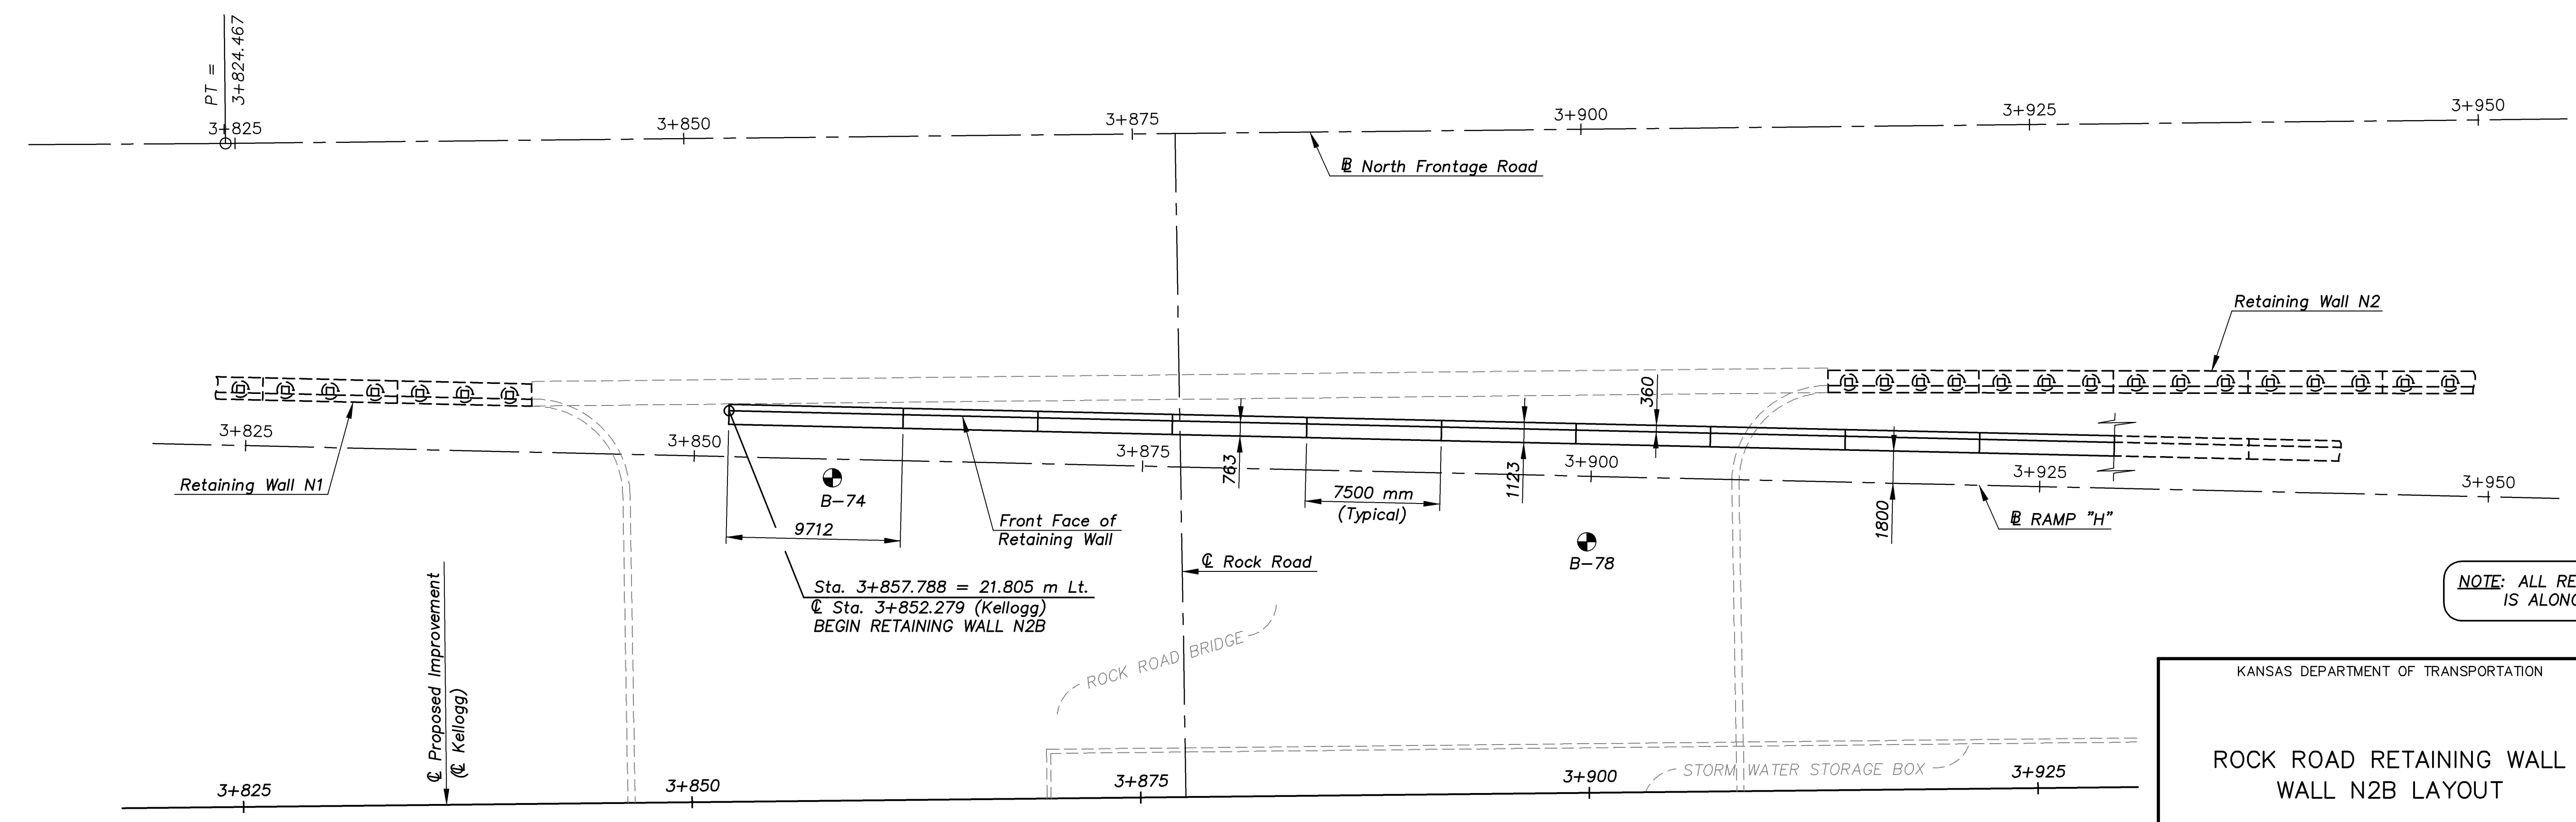 PT =
3+824.467
3+825
3+850
3+875
3+900
3+925
3+950
℄ North Frontage Road
Retaining Wall N2
360
3+825
3+850
3+875
3+900
3+925
3+950
Retaining Wall N1
B-74
763
1123
7500 mm
(Typical)
1800
℄ RAMP "H"
9712
Front Face of
Retaining Wall
B-78
℄ Rock Road
Sta. 3+857.788 = 21.805 m Lt.
℄ Sta. 3+852.279 (Kellogg)
BEGIN RETAINING WALL N2B
NOTE: ALL RE
IS ALONG
℄ Proposed Improvement
(℄ Kellogg)
ROCK ROAD BRIDGE
STORM WATER STORAGE BOX
3+825
3+850
3+875
3+900
3+925
KANSAS DEPARTMENT OF TRANSPORTATION
ROCK ROAD RETAINING WALL
WALL N2B LAYOUT